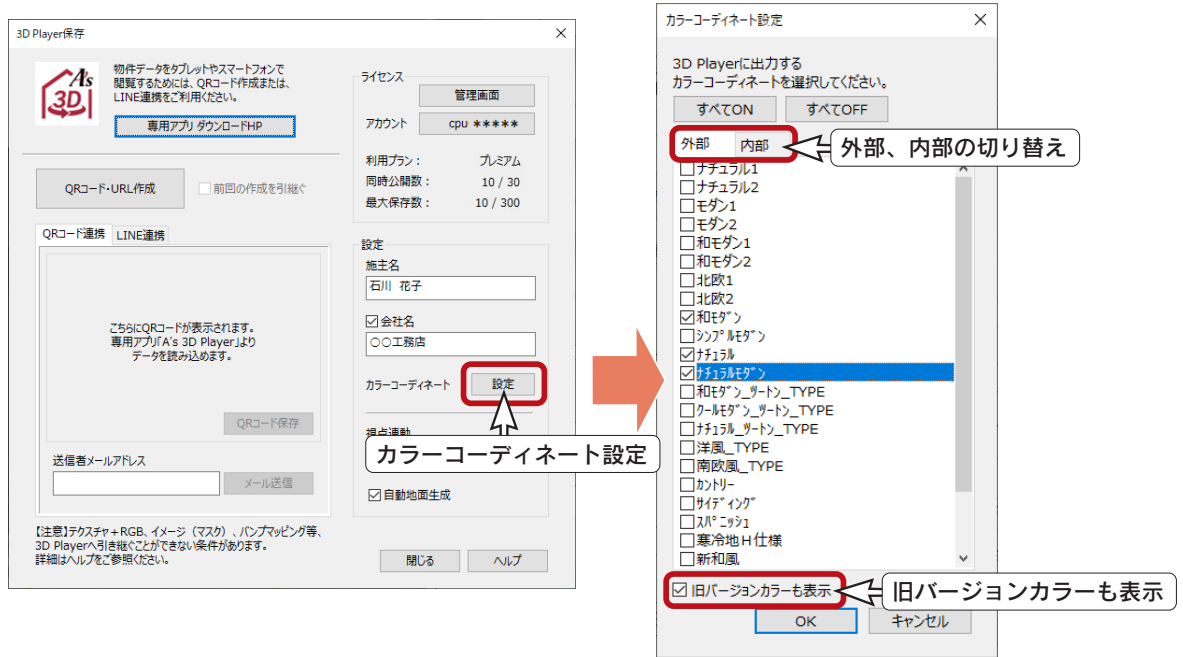 3D Player保存
A's
3D
物件データをタブレットやスマートフォンで
閲覧するためには、QRコード作成または、
LINE連携をご利用ください。
専用アプリ ダウンロードHP
QRコード・URL作成
前回の作成を引継ぐ
QRコード連携 LINE連携
こちらにQRコードが表示されます。
専用アプリ「A's 3D Player」より
データを読み込めます。
QRコード保存
送信者メールアドレス
メール送信
【注意】テクスチャ+RGB、イメージ（マスク）、バンプマッピング等、
3D Playerへ引き継ぐことができない条件があります。
詳細はヘルプをご参照ください。
ライセンス
管理画面
アカウント cpu *****
利用プラン： プレミアム
同時公開数： 10 / 30
最大保存数： 10 / 300
設定
施主名
石川 花子
会社名
○○工務店
カラーコーディネート 設定
視点連動
カラーコーディネート設定
自動地面生成
閉じる ヘルプ
カラーコーディネート設定
3D Playerに出力する
カラーコーディネートを選択してください。
すべてON すべてOFF
外部 内部
外部、内部の切り替え
ナチュラル1
ナチュラル2
モダン1
モダン2
和モダン1
和モダン2
北欧1
北欧2
和ﾓﾀﾞﾝ
ｼﾝﾌﾟﾙﾓﾀﾞﾝ
ﾅﾁｭﾗﾙ
ﾅﾁｭﾗﾙﾓﾀﾞﾝ
和ﾓﾀﾞﾝ_ﾂｰﾄﾝ_TYPE
ｸｰﾙﾓﾀﾞﾝ_ﾂｰﾄﾝ_TYPE
ﾅﾁｭﾗﾙ_ﾂｰﾄﾝ_TYPE
洋風_TYPE
南欧風_TYPE
ｶﾝﾄﾘｰ
ｻｲﾃﾞｨﾝｸﾞ
ｽﾊﾟﾆｯｼｭ
寒冷地Ｈ仕様
新和風
旧バージョンカラーも表示
旧バージョンカラーも表示
OK キャンセル